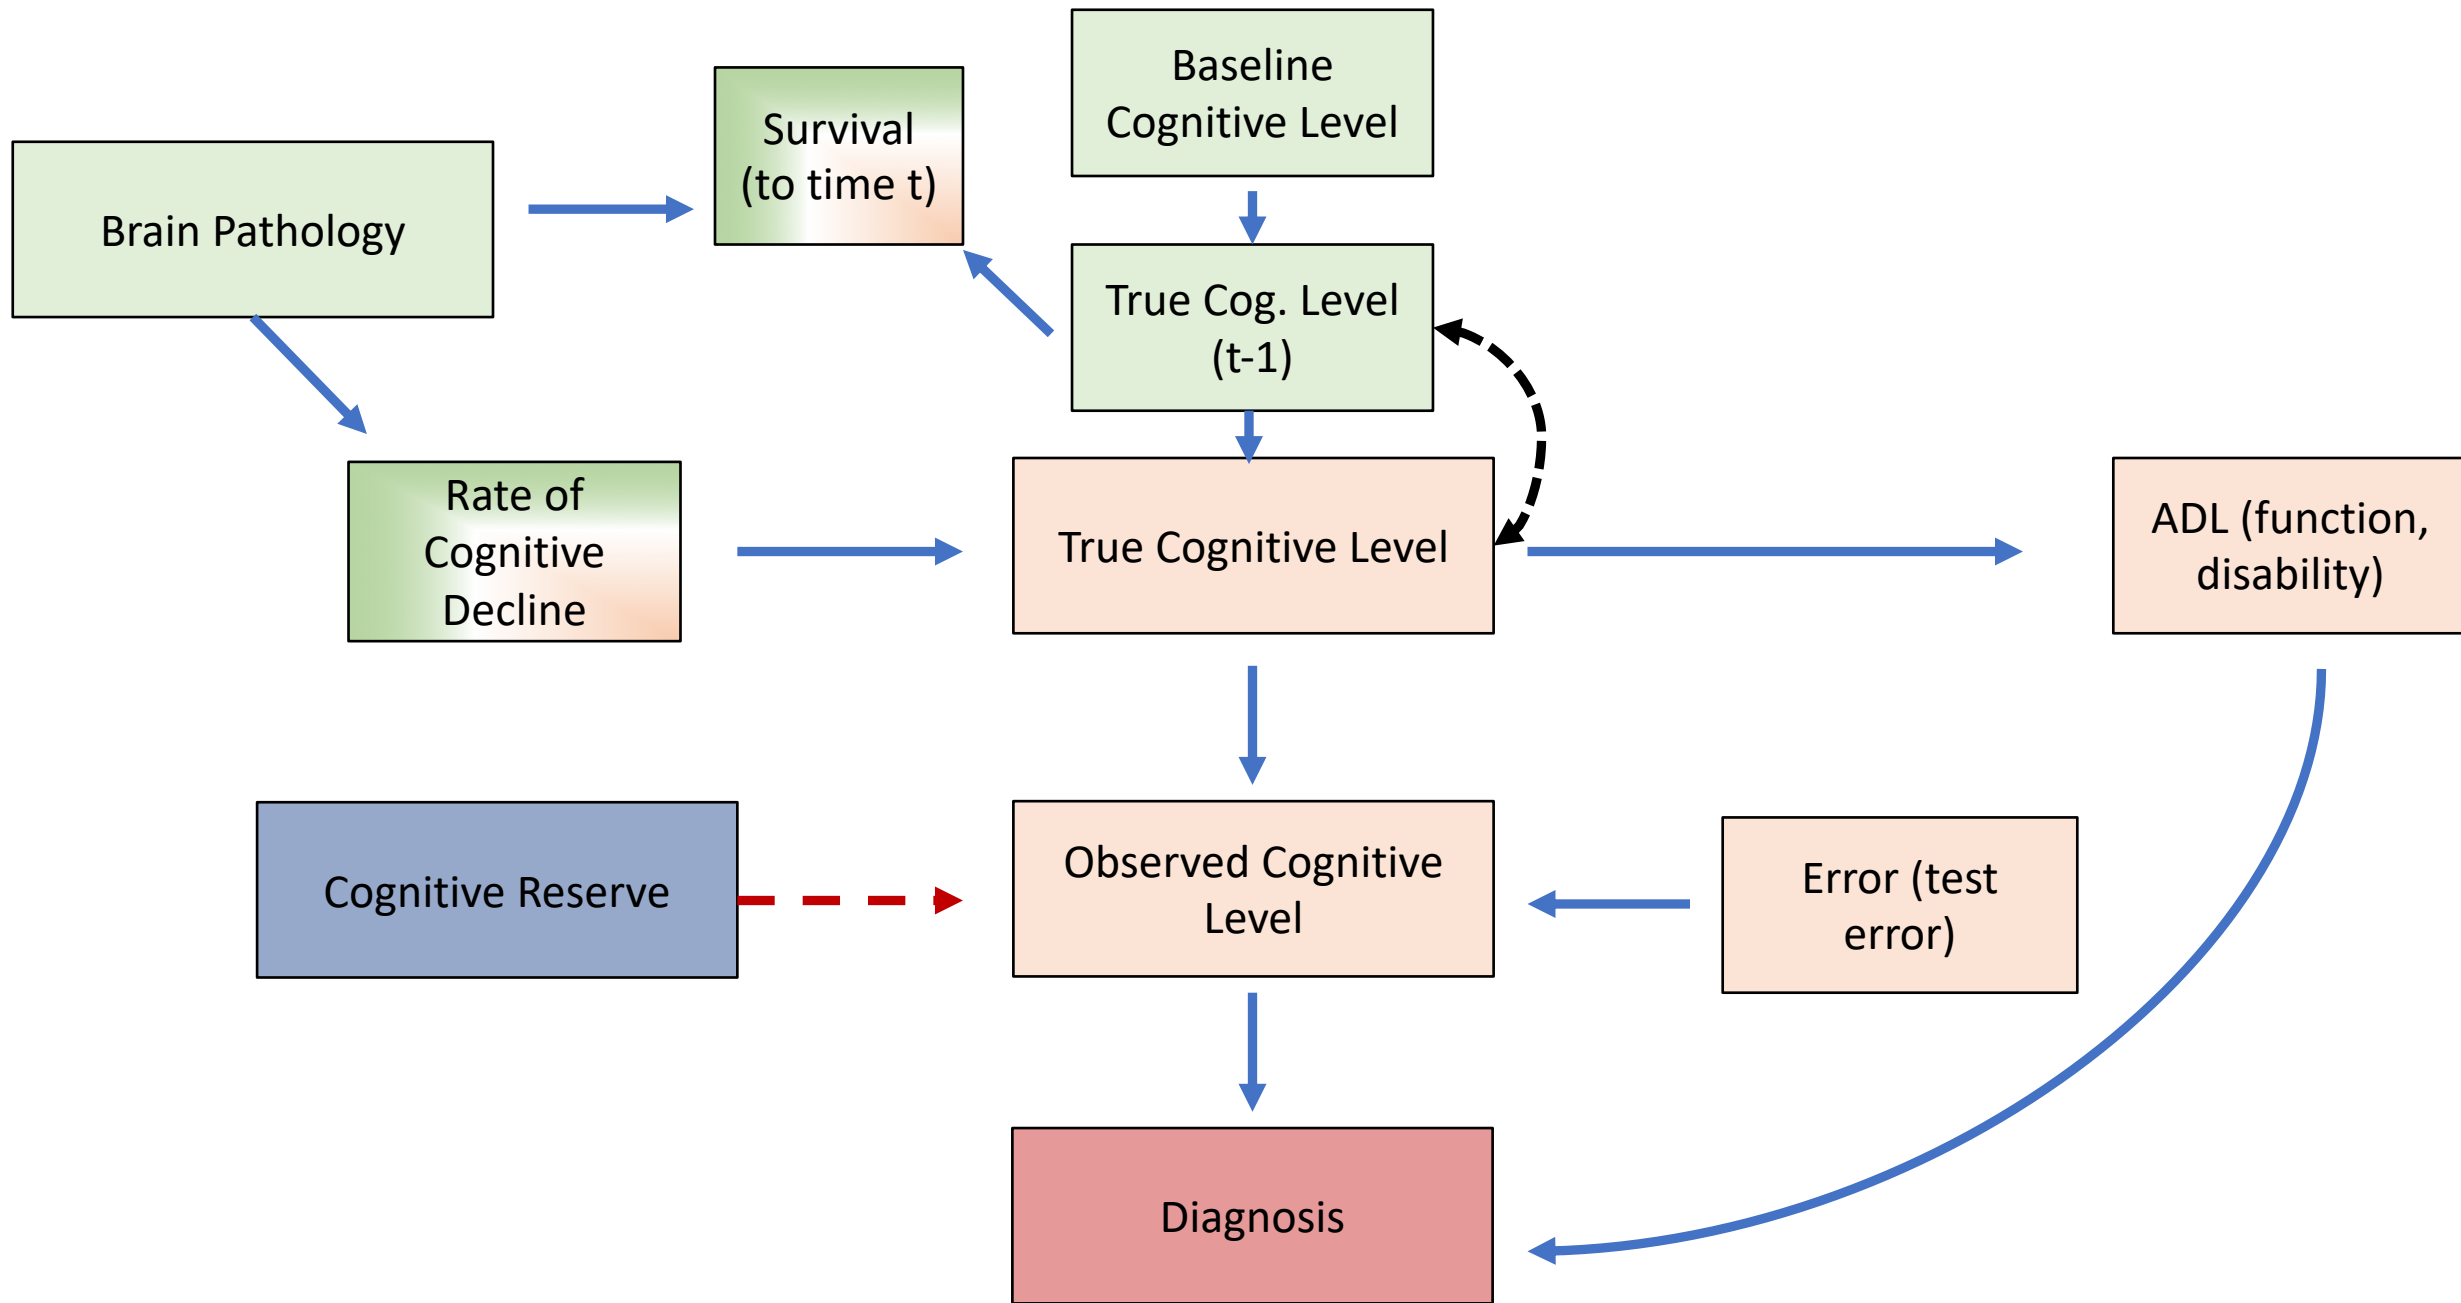 Baseline
Cognitive Level
Survival
(to time t)
Brain Pathology
True Cog. Level
(t-1)
Rate of
Cognitive
Decline
True Cognitive Level
ADL (function,
disability)
Cognitive Reserve
Observed Cognitive
Level
Error (test
error)
Diagnosis